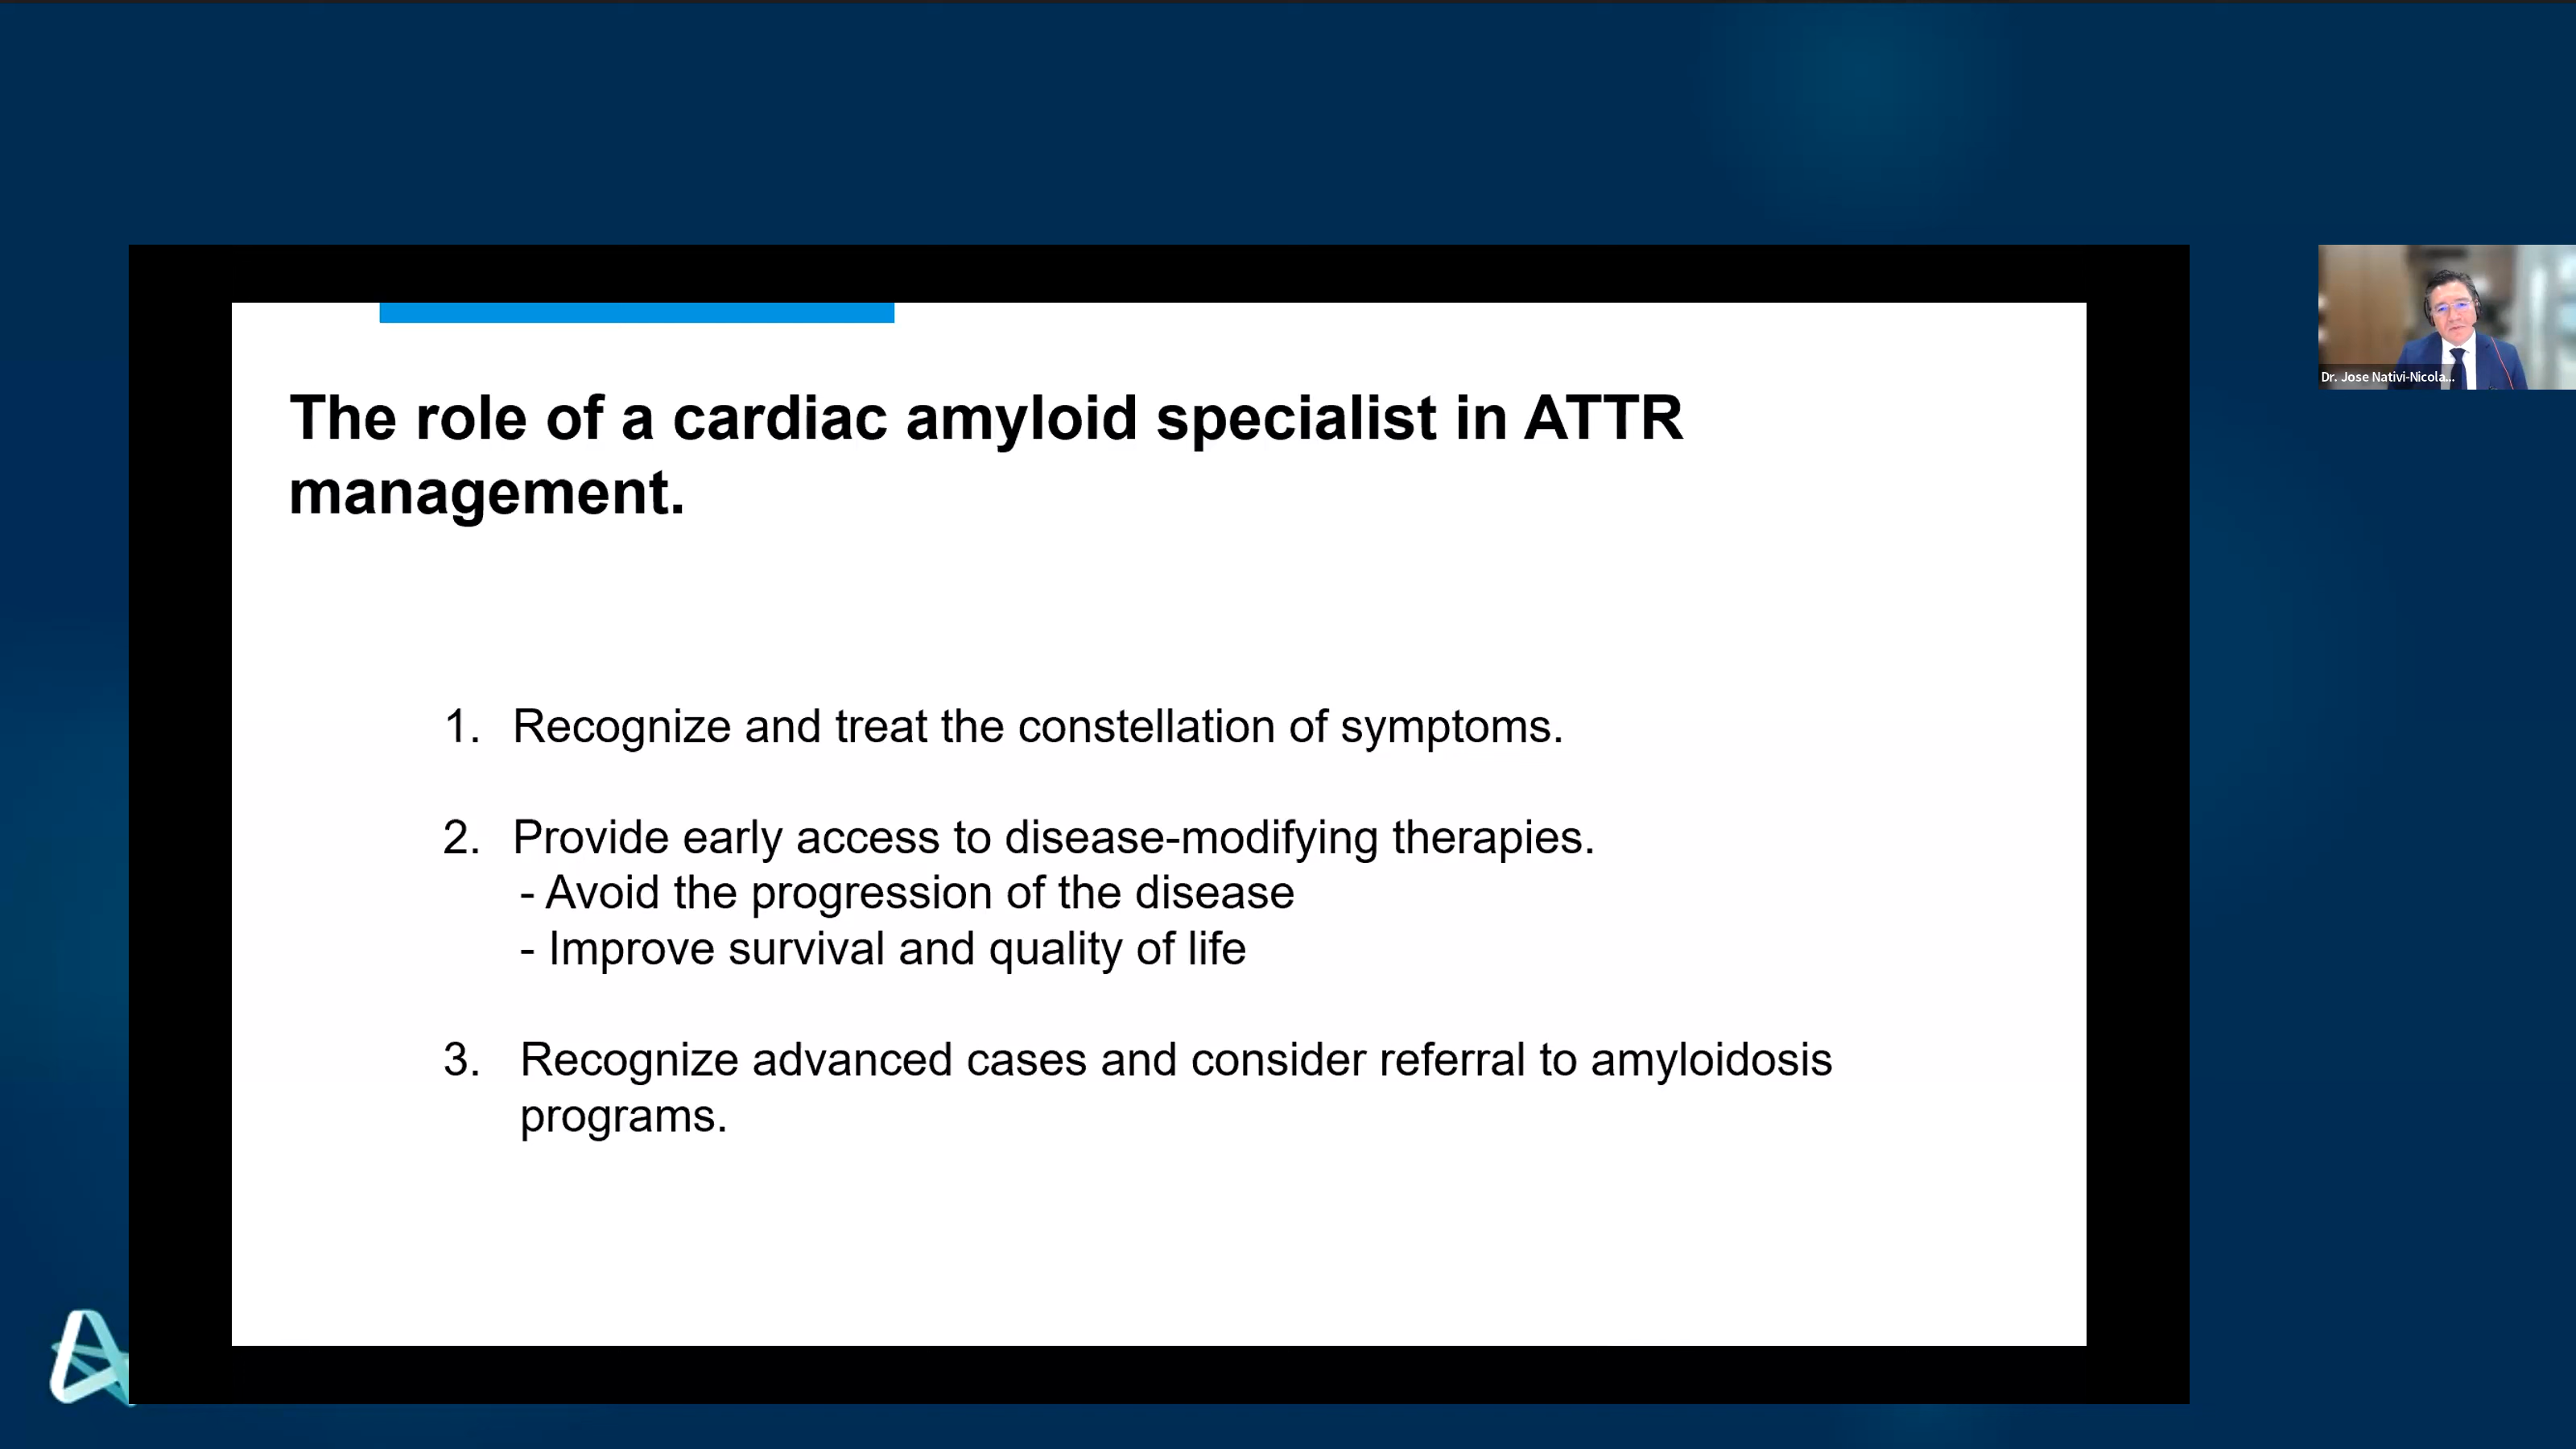 The role of a cardiac amyloid specialist in ATTR
management.
1. Recognize and treat the constellation of symptoms.
2. Provide early access to disease-modifying therapies.
- Avoid the progression of the disease
- Improve survival and quality of life
3. Recognize advanced cases and consider referral to amyloidosis
programs.
Dr. Jose Nativi-Nicola...